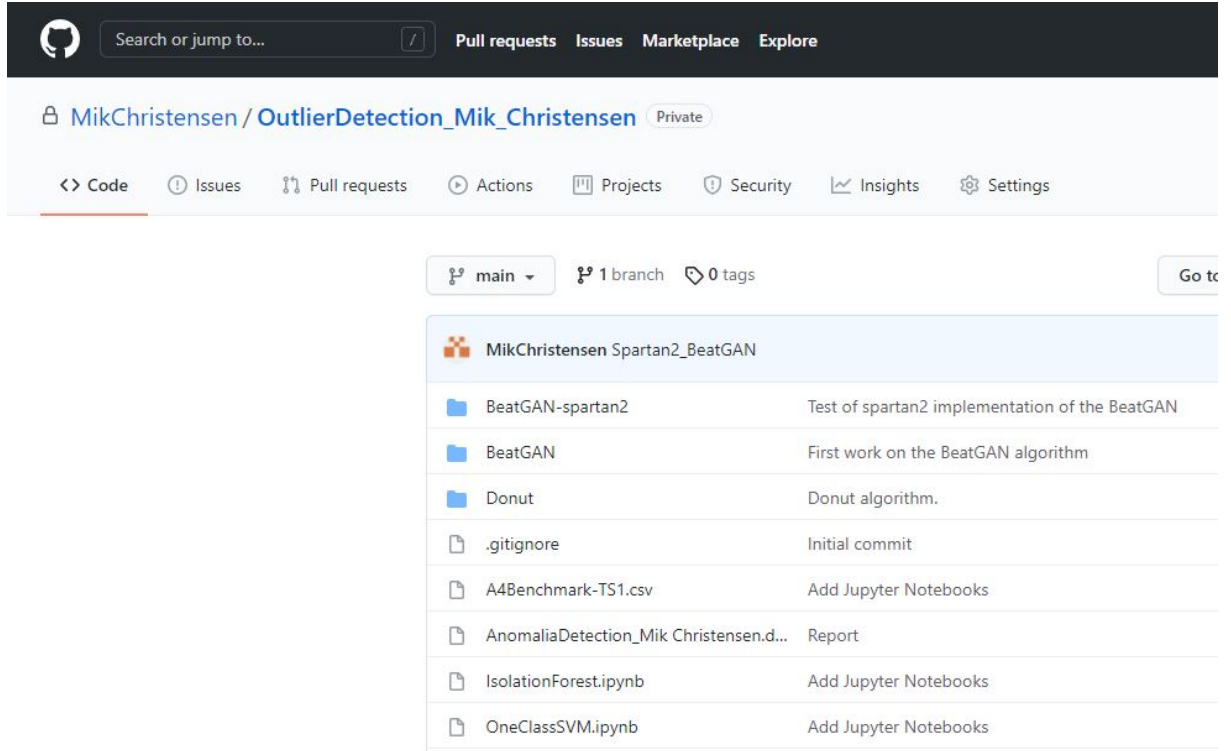 Search or jump to... / Pull requests Issues Marketplace Explore
MikChristensen / OutlierDetection_Mik_Christensen Private
<> Code Issues Pull requests Actions Projects Security Insights Settings
main 1 branch 0 tags Go to
MikChristensen Spartan2_BeatGAN
BeatGAN-spartan2 Test of spartan2 implementation of the BeatGAN
BeatGAN First work on the BeatGAN algorithm
Donut Donut algorithm.
.gitignore Initial commit
A4Benchmark-TS1.csv Add Jupyter Notebooks
AnomaliaDetection_Mik Christensen.d... Report
IsolationForest.ipynb Add Jupyter Notebooks
OneClassSVM.ipynb Add Jupyter Notebooks